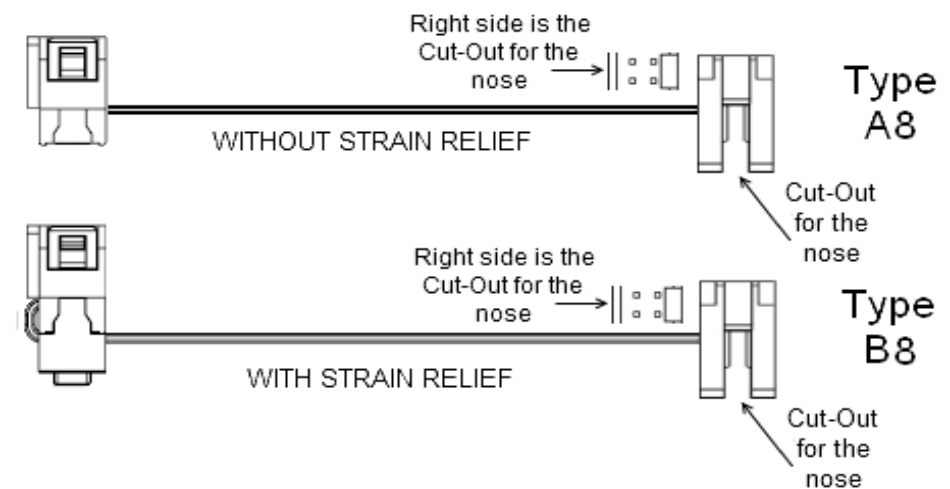 Right side is the
Cut-Out for the
nose
Type
A8
WITHOUT STRAIN RELIEF
Cut-Out
for the
nose
Right side is the
Cut-Out for the
nose
Type
B8
WITH STRAIN RELIEF
Cut-Out
for the
nose